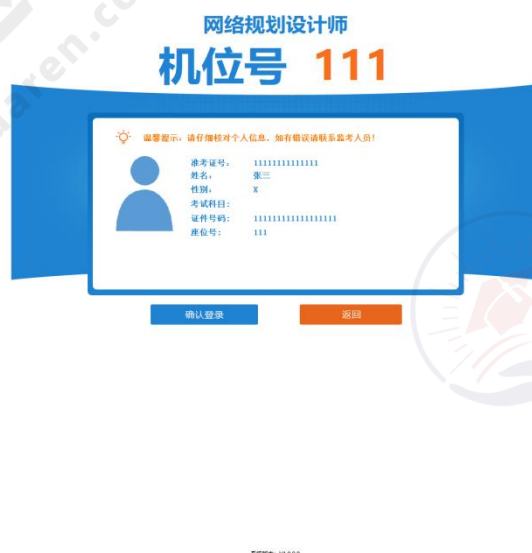 网络规划设计师
机位号 111
温馨提示：请仔细核对个人信息，如有错误请联系监考人员！
准考证号： 11111111111111
姓名： 张三
性别： X
考试科目：
证件号码： 111111111111111111
座位号： 111
确认登录 返回